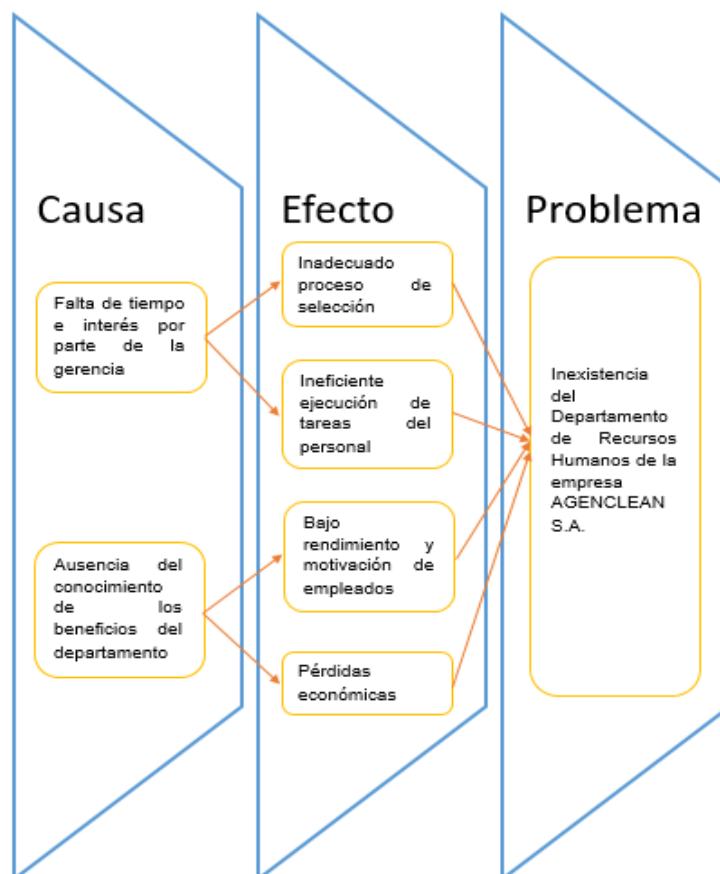 Causa
Falta de tiempo
e interés por
parte de la
gerencia
Ausencia del
conocimiento
de los
beneficios del
departamento
Efecto
Inadecuado
proceso de
selección
Ineficiente
ejecución de
tareas del
personal
Bajo
rendimiento y
motivación de
empleados
Pérdidas
económicas
Problema
Inexistencia
del
Departamento
de Recursos
Humanos de la
empresa
AGENCLEAN
S.A.